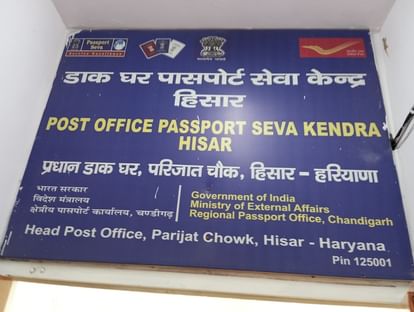 Passport
Seva
Service Excellence
डाक घर पासपोर्ट सेवा केन्द्र
हिसार
POST OFFICE PASSPORT SEVA KENDRA
HISAR
प्रधान डाक घर, परिजात चौक, हिसार – हरियाणा
भारत सरकार
विदेश मंत्रालय
क्षेत्रीय पासपोर्ट कार्यालय, चण्डीगढ़
Government of India
Ministry of External Affairs
Regional Passport Office, Chandigarh
Head Post Office, Parijat Chowk, Hisar - Haryana
Pin 125001